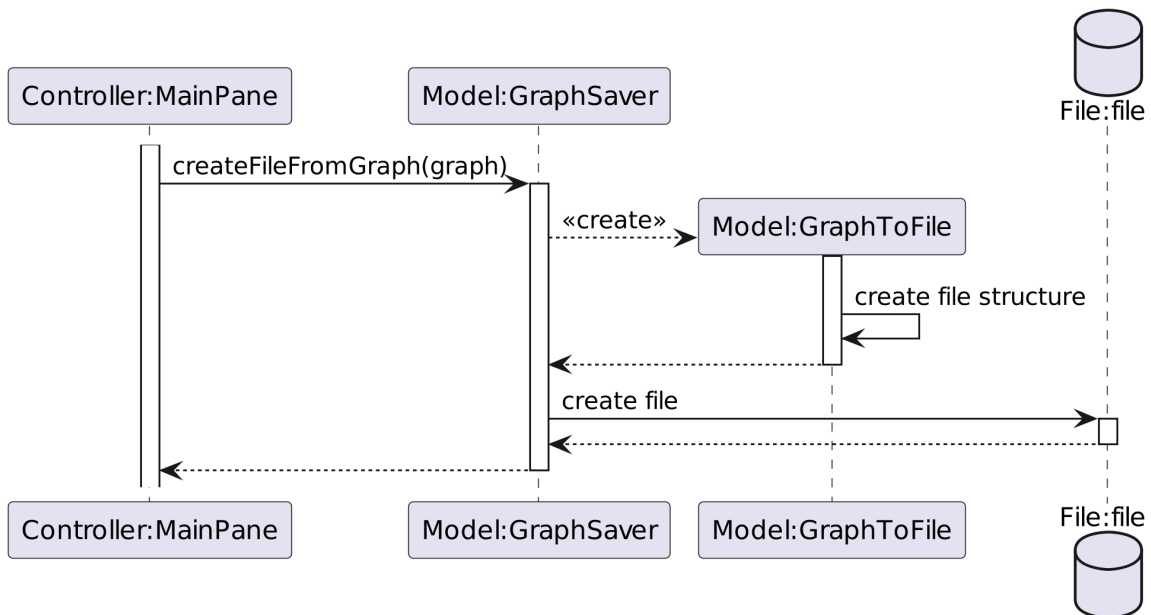 Controller:MainPane
Model:GraphSaver
File:file
createFileFromGraph(graph)
«create»
Model:GraphToFile
create file structure
create file
Controller:MainPane
Model:GraphSaver
Model:GraphToFile
File:file